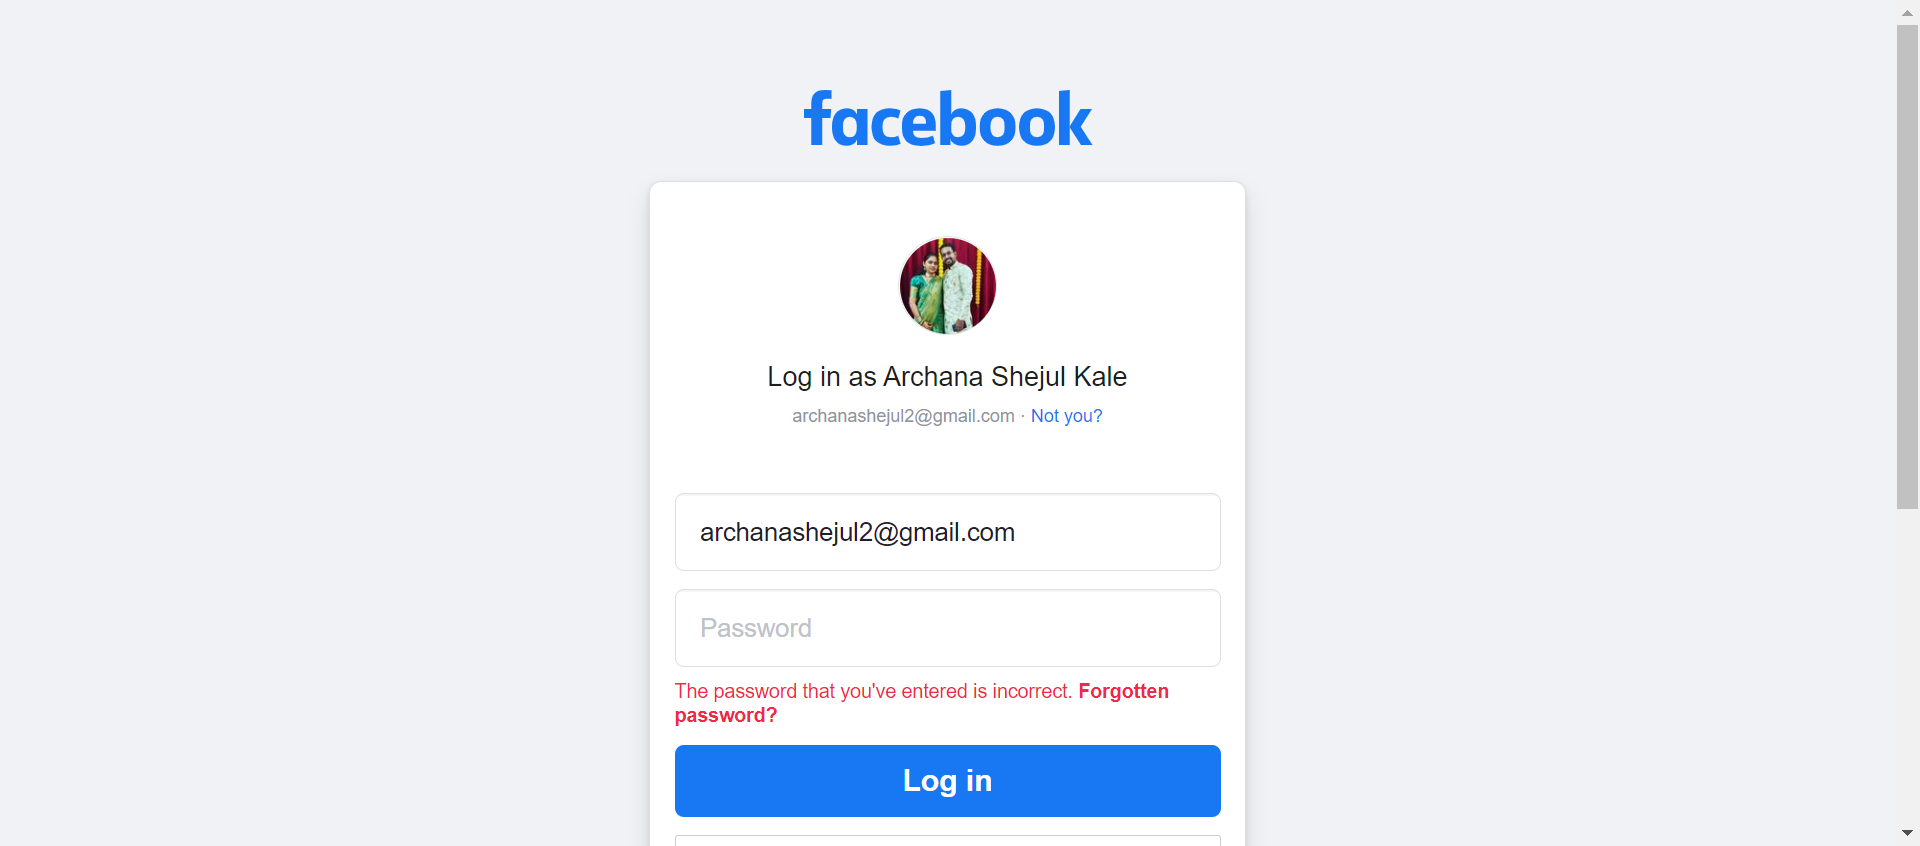 facebook
Log in as Archana Shejul Kale
archanashejul2@gmail.com · Not you?
archanashejul2@gmail.com
Password
The password that you've entered is incorrect. Forgotten
password?
Log in